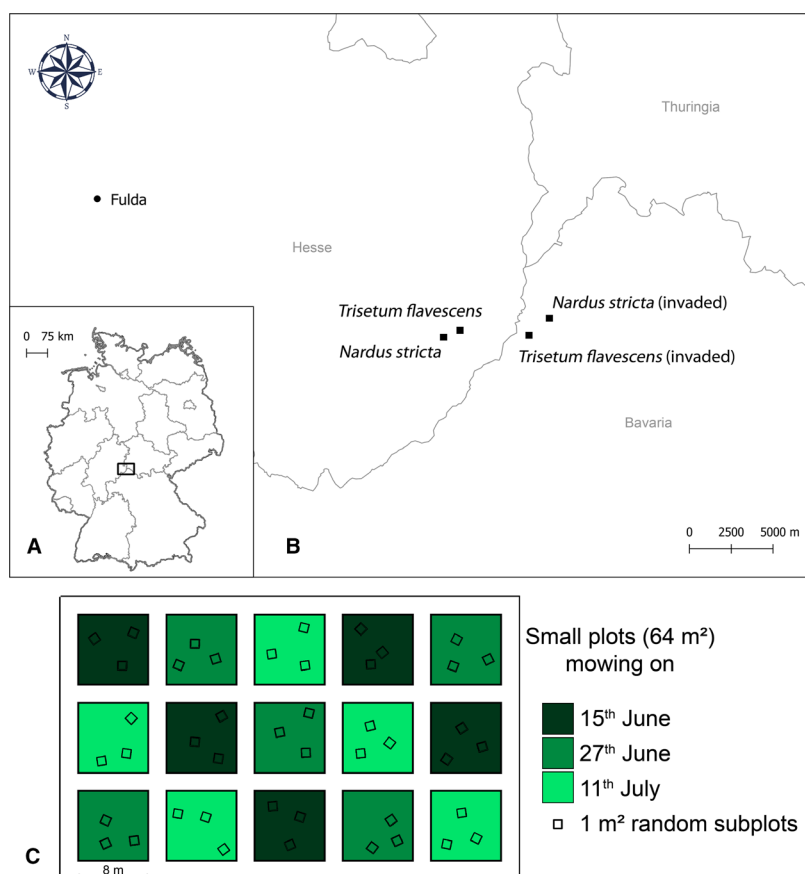 N
W E
S
Thuringia
Fulda
Hesse
Trisetum flavescens
Nardus stricta (invaded)
Nardus stricta
Trisetum flavescens (invaded)
0 75 km
Bavaria
A
B
0 2500 5000 m
Small plots (64 m²)
mowing on
15th June
27th June
11th July
1 m² random subplots
C
8 m